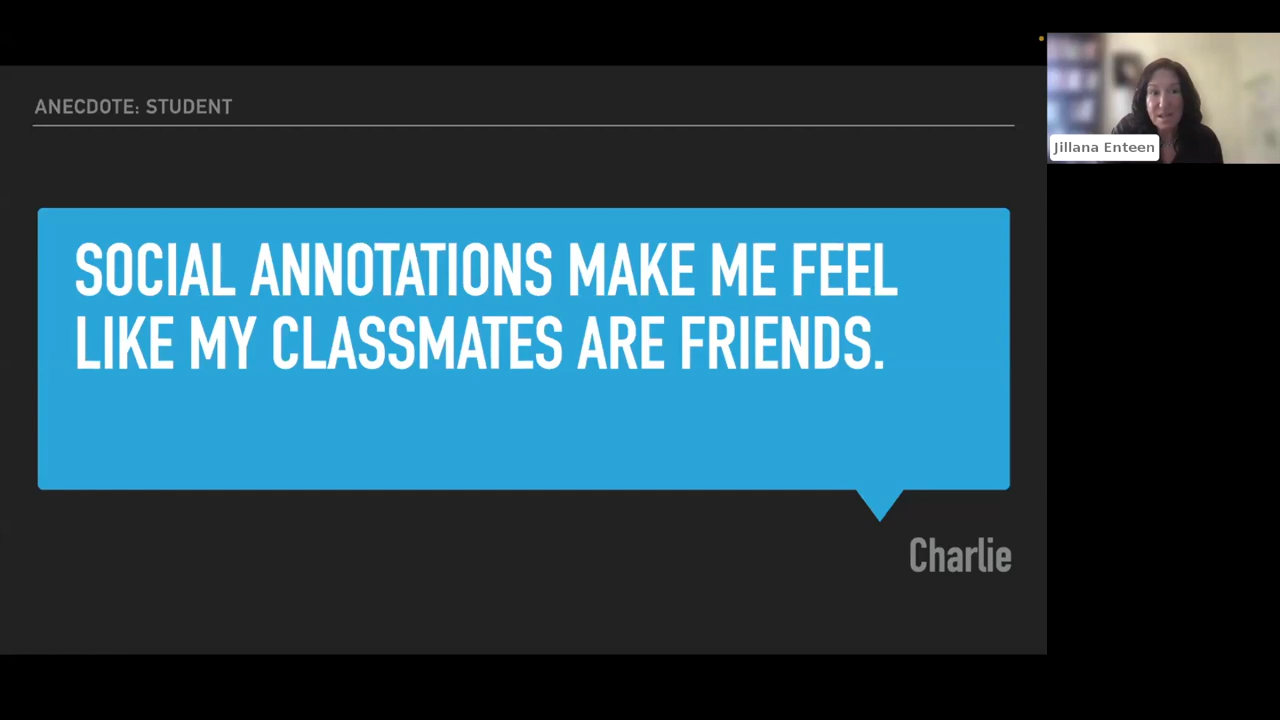 ANECDOTE: STUDENT
SOCIAL ANNOTATIONS MAKE ME FEEL
LIKE MY CLASSMATES ARE FRIENDS.
Charlie
Jillana Enteen